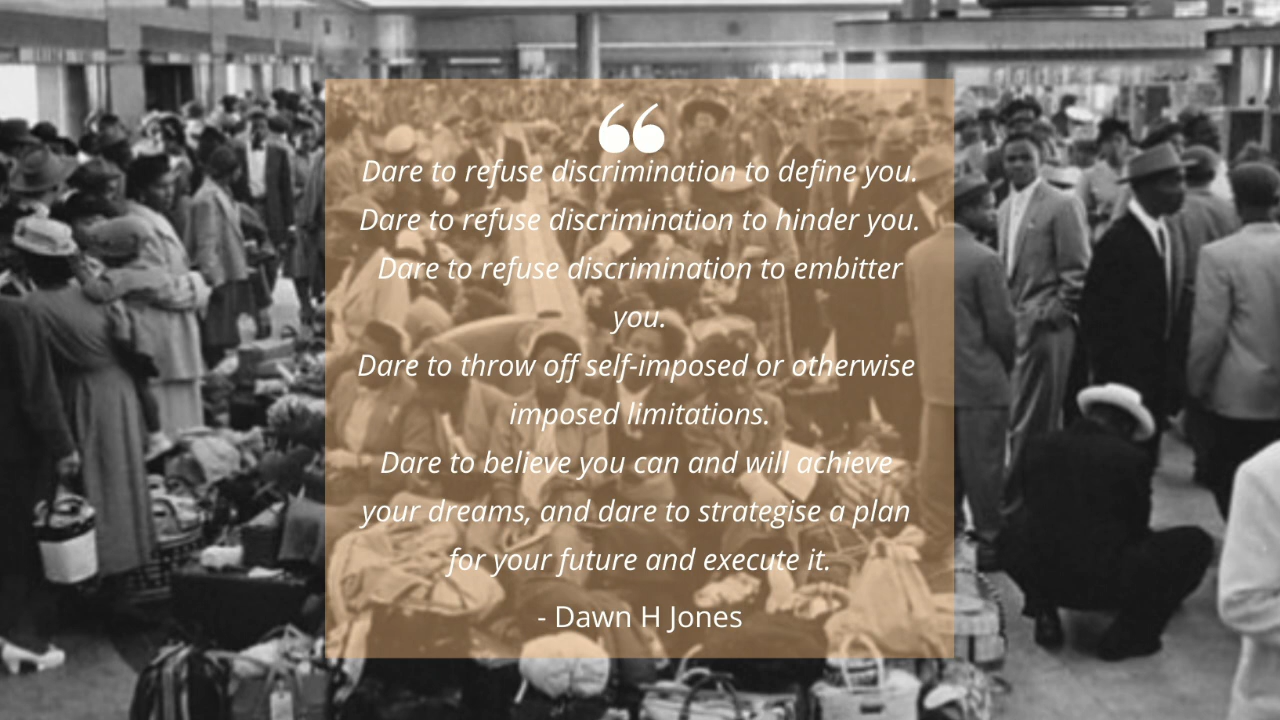 ❝
Dare to refuse discrimination to define you.
Dare to refuse discrimination to hinder you.
Dare to refuse discrimination to embitter
you.
Dare to throw off self-imposed or otherwise
imposed limitations.
Dare to believe you can and will achieve
your dreams, and dare to strategise a plan
for your future and execute it.
- Dawn H Jones